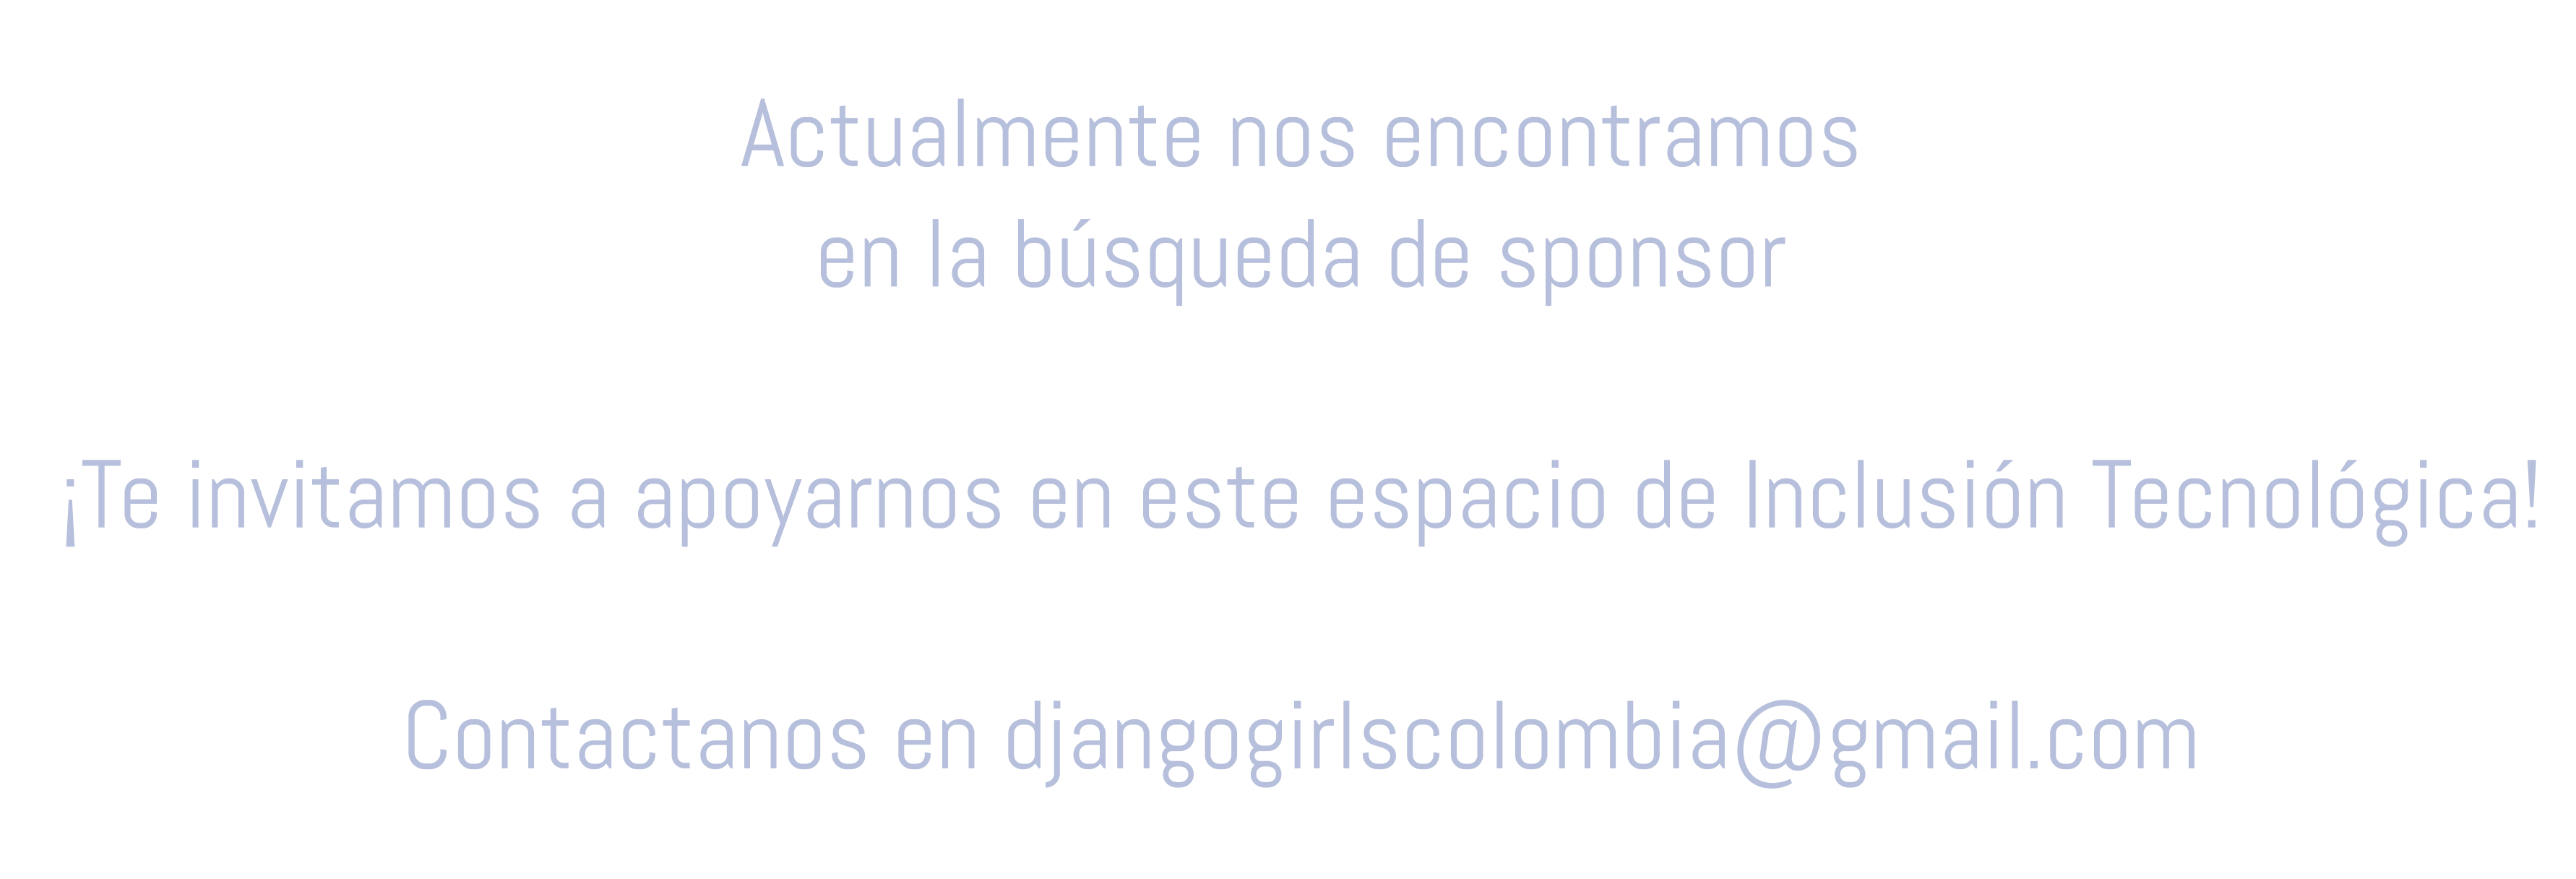 Actualmente nos encontramos
en la búsqueda de sponsor
¡Te invitamos a apoyarnos en este espacio de Inclusión Tecnológica!
Contactanos en djangogirlscolombia@gmail.com